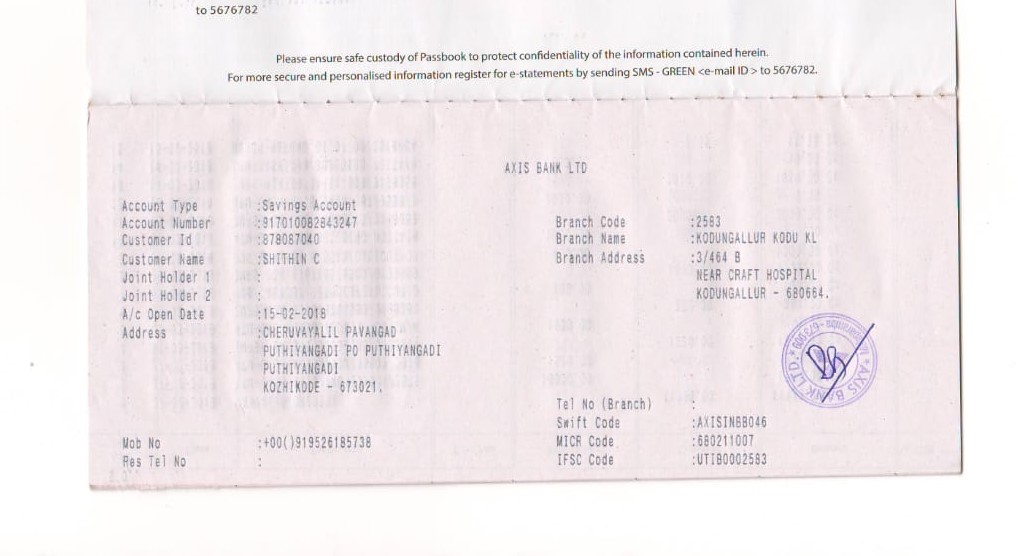 to 5676782
Please ensure safe custody of Passbook to protect confidentiality of the information contained herein.
For more secure and personalised information register for e-statements by sending SMS - GREEN <e-mail ID > to 5676782.
AXIS BANK LTD
Account Type :Savings Account
Account Number :917010082843247
Customer Id :878087040
Customer Name :SHITHIN C
Joint Holder 1 :
Joint Holder 2 :
A/c Open Date :15-02-2018
Address :CHERUVAYALIL PAVANGAD
PUTHIYANGADI PO PUTHIYANGADI
PUTHIYANGADI
KOZHIKODE - 673021.
Mob No :+00()919526185738
Res Tel No :
Branch Code :2583
Branch Name :KODUNGALLUR KODU KL
Branch Address :3/464 B
NEAR CRAFT HOSPITAL
KODUNGALLUR - 680664.
Tel No (Branch) :
Swift Code :AXISINBB046
MICR Code :680211007
IFSC Code :UTIB0002583
AXIS BANK LTD.